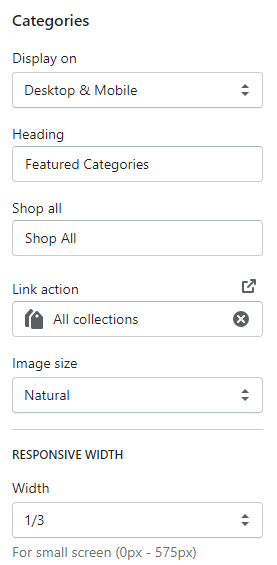 Categories
Display on
Desktop & Mobile
Heading
Featured Categories
Shop all
Shop All
Link action
All collections
Image size
Natural
RESPONSIVE WIDTH
Width
1/3
For small screen (0px - 575px)